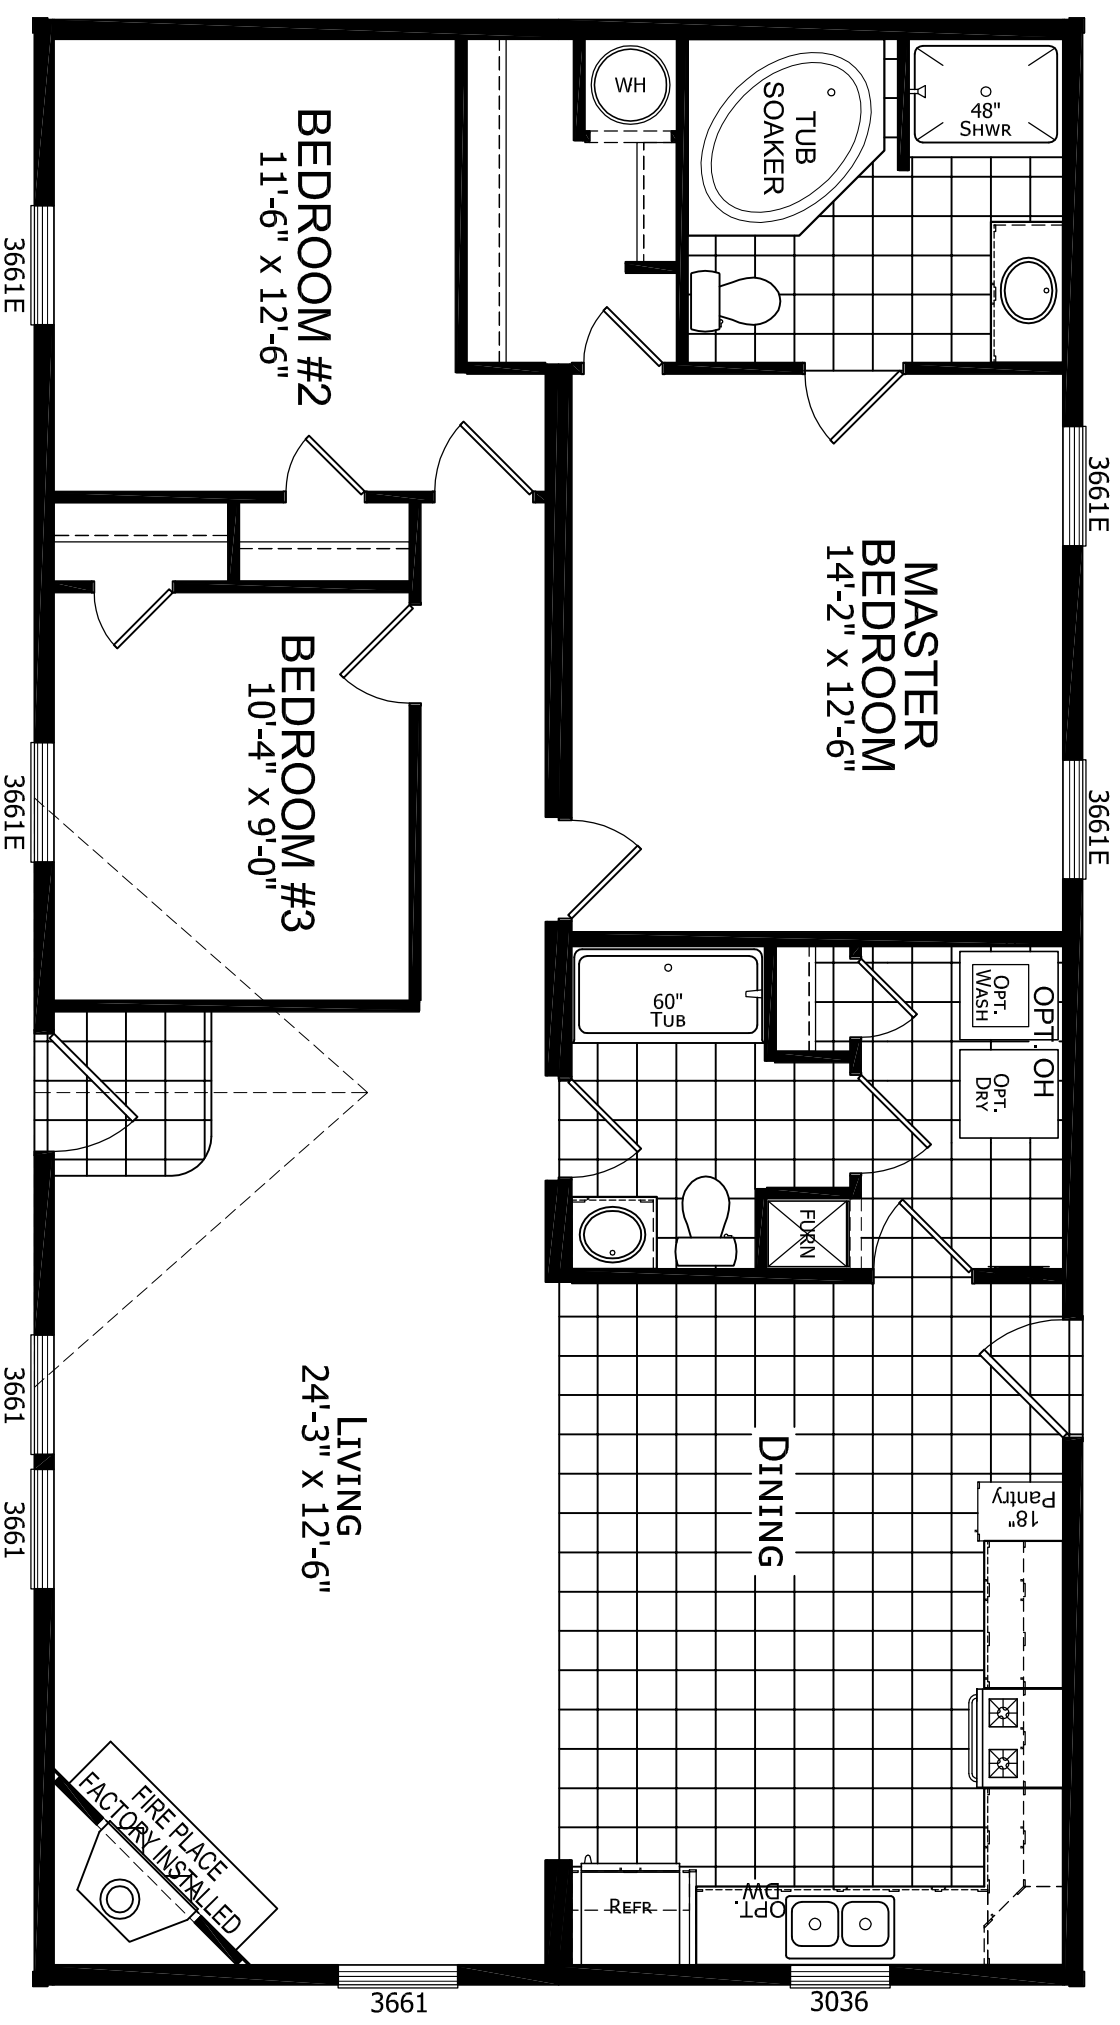 WH
TUB
SOAKER
48"
SHWR
BEDROOM #2
11'-6" x 12'-6"
3661E
3661E
MASTER
BEDROOM
14'-2" x 12'-6"
BEDROOM #3
10'-4" x 9'-0"
3661E
3661E
60"
TUB
OPT.
WASH
OPT. OH
OPT.
DRY
FURN
LIVING
24'-3" x 12'-6"
3661
3661
DINING
18"
Pantry
FIRE PLACE
FACTORY INSTALLED
REFR
OPT.
DW
3661
3036